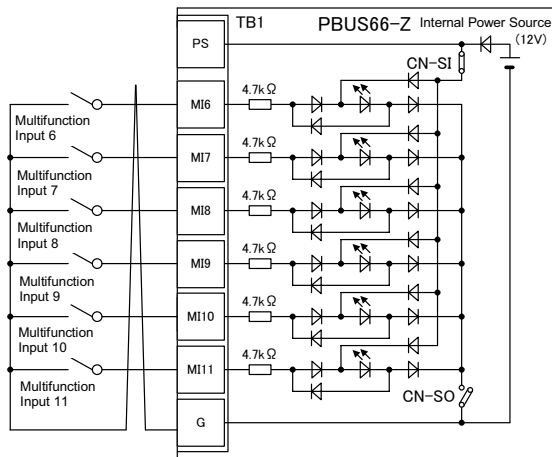 TB1 PBUS66-Z Internal Power Source
(12V)
PS
CN-SI
MI6 4.7kΩ
Multifunction
Input 6
MI7 4.7kΩ
Multifunction
Input 7
MI8 4.7kΩ
Multifunction
Input 8
MI9 4.7kΩ
Multifunction
Input 9
MI10 4.7kΩ
Multifunction
Input 10
MI11 4.7kΩ
Multifunction
Input 11
CN-SO
G